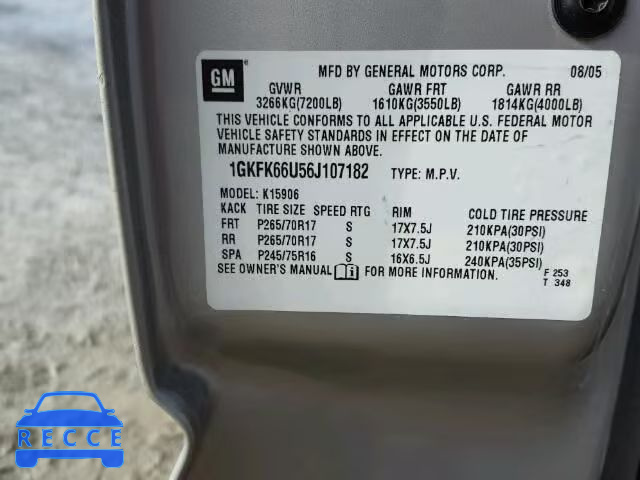 GM
®
MFD BY GENERAL MOTORS CORP. 08/05
GVWR GAWR FRT GAWR RR
3266KG(7200LB) 1610KG(3550LB) 1814KG(4000LB)
THIS VEHICLE CONFORMS TO ALL APPLICABLE U.S. FEDERAL MOTOR
VEHICLE SAFETY STANDARDS IN EFFECT ON THE DATE OF
MANUFACTURE SHOWN ABOVE.
1GKFK66U56J107182 TYPE: M.P.V.
MODEL: K15906
KACK TIRE SIZE SPEED RTG RIM COLD TIRE PRESSURE
FRT P265/70R17 S 17X7.5J 210KPA(30PSI)
RR P265/70R17 S 17X7.5J 210KPA(30PSI)
SPA P245/75R16 S 16X6.5J 240KPA(35PSI)
SEE OWNER'S MANUAL FOR MORE INFORMATION.
F 253
T 348
RECCE